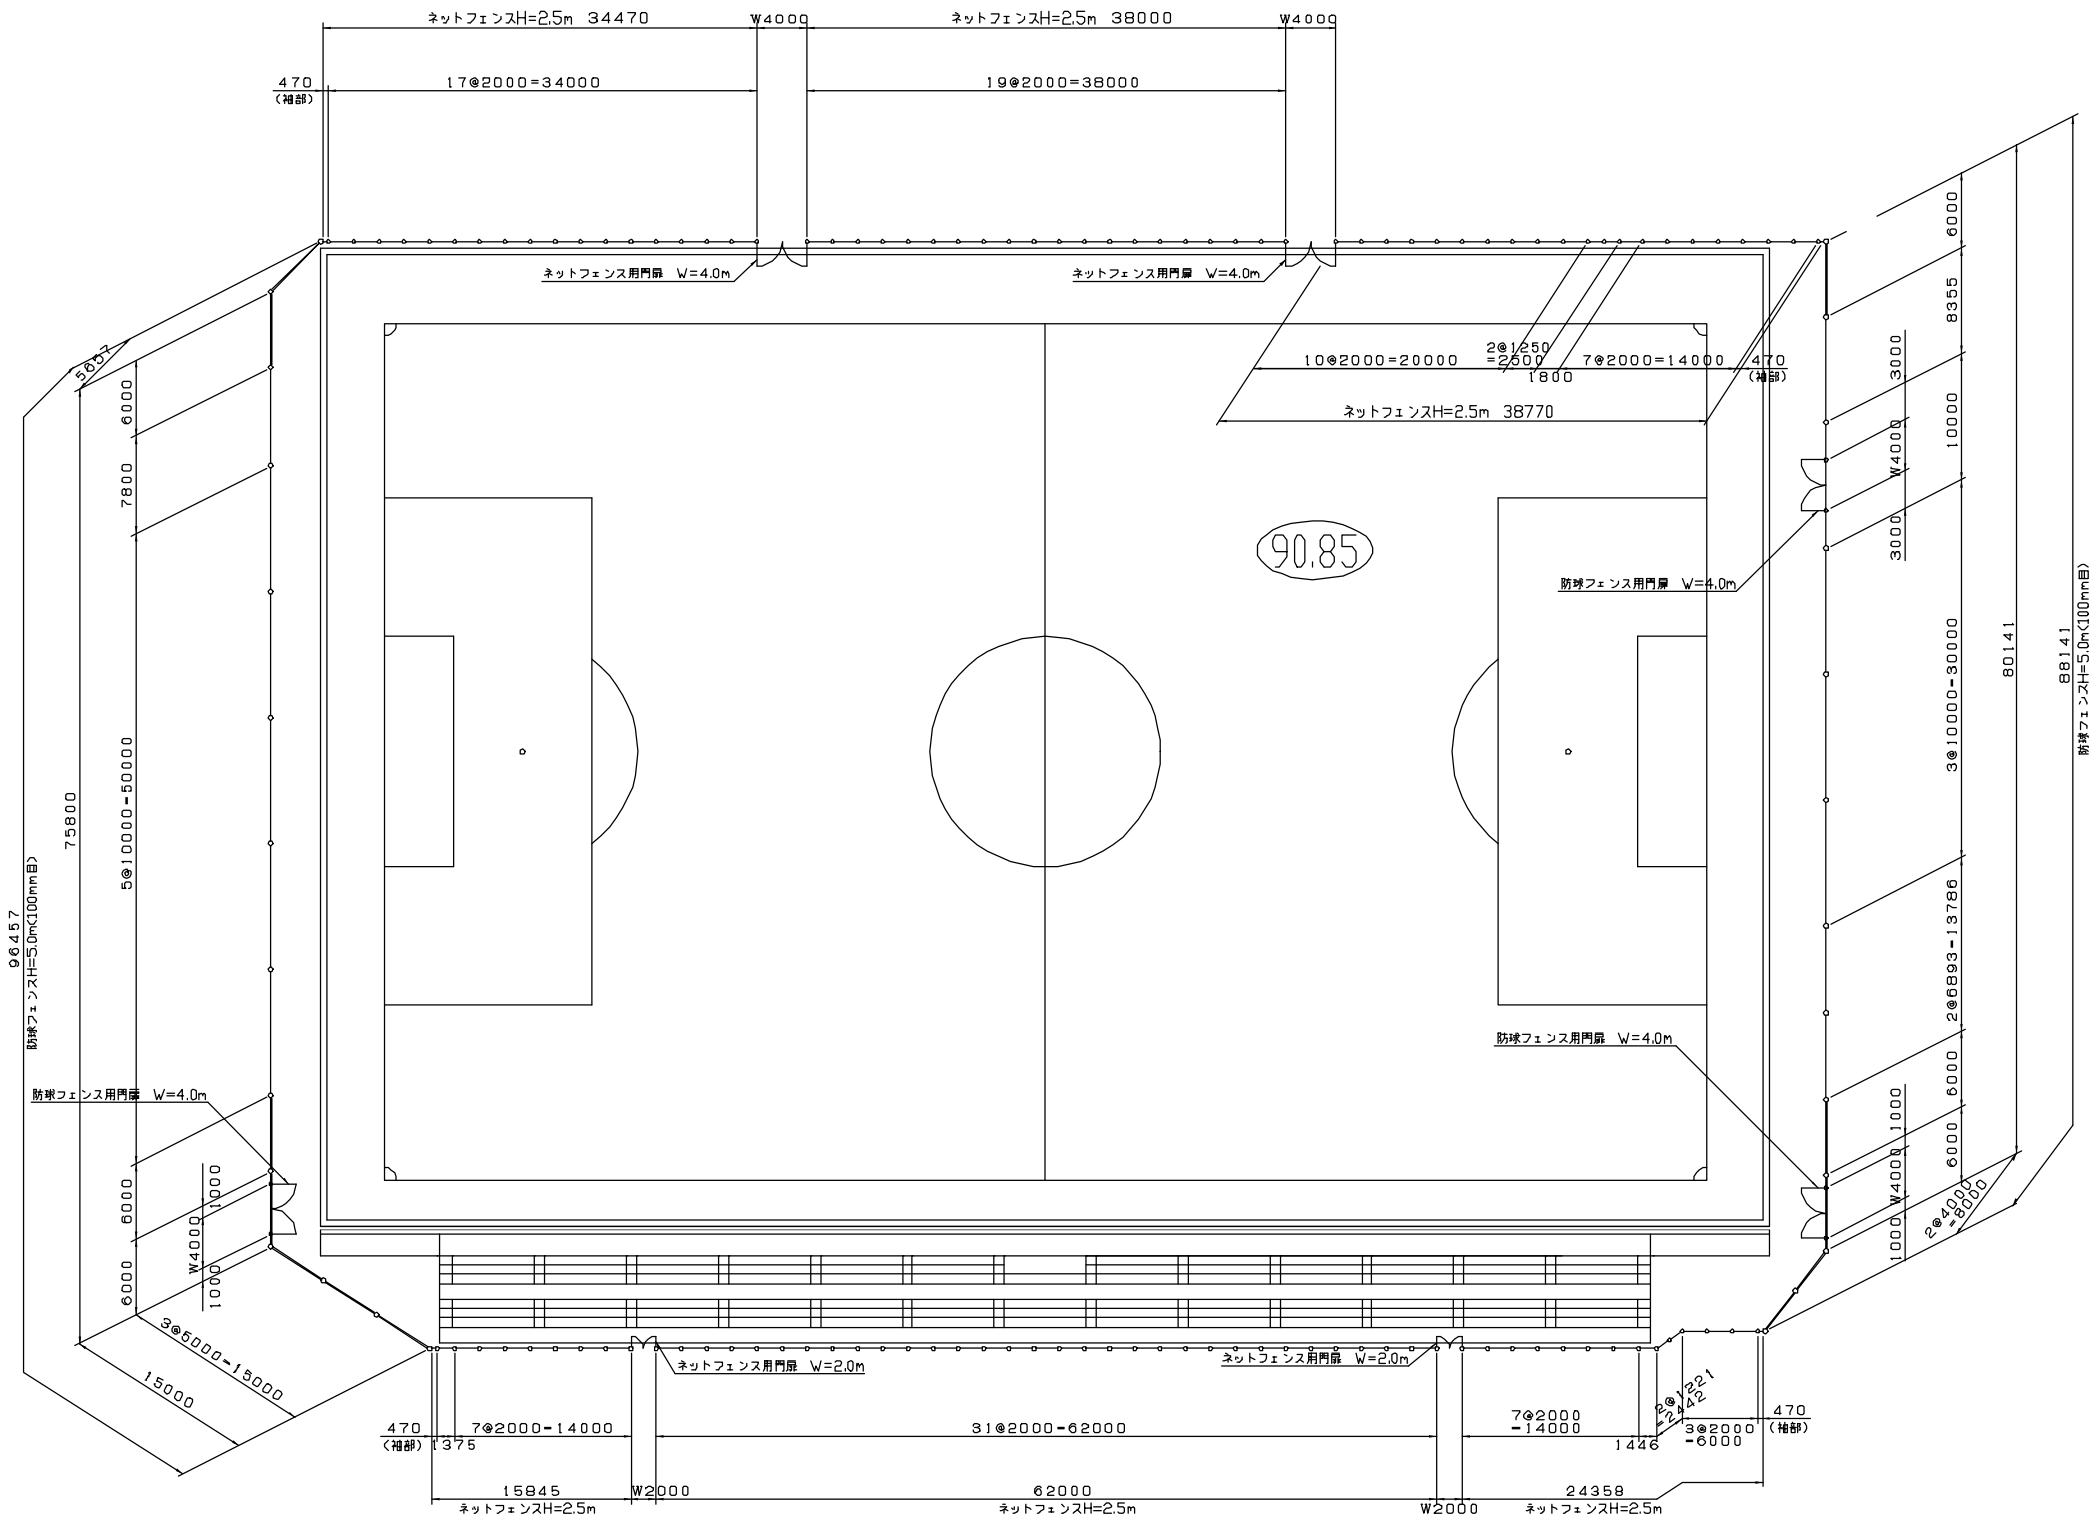 ネットフェンスH=2.5m 34470
W4000
ネットフェンスH=2.5m 38000
W4000
470
(袖部)
17@2000=34000
19@2000=38000
ネットフェンス用門扉 W=4.0m
ネットフェンス用門扉 W=4.0m
10@2000=20000
2@1250
=2500
1800
7@2000=14000
470
(袖部)
ネットフェンスH=2.5m 38770
90.85
5657
6000
7800
5@10000=50000
75800
96457
防球フェンスH=5.0m(100mm目)
防球フェンス用門扉 W=4.0m
6000
6000
1000
W4000
1000
3@5000=15000
15000
6000
8355
10000
3000
W4000
3000
防球フェンス用門扉 W=4.0m
3@10000=30000
80141
88141
防球フェンスH=5.0m(100mm目)
2@6893=13786
防球フェンス用門扉 W=4.0m
6000
6000
1000
W4000
1000
2@4000
=8000
ネットフェンス用門扉 W=2.0m
ネットフェンス用門扉 W=2.0m
470
(袖部)
1375
7@2000=14000
31@2000=62000
7@2000
=14000
1446
2@1221
=2442
3@2000
=6000
470
(袖部)
15845
ネットフェンスH=2.5m
W2000
62000
ネットフェンスH=2.5m
W2000
24358
ネットフェンスH=2.5m